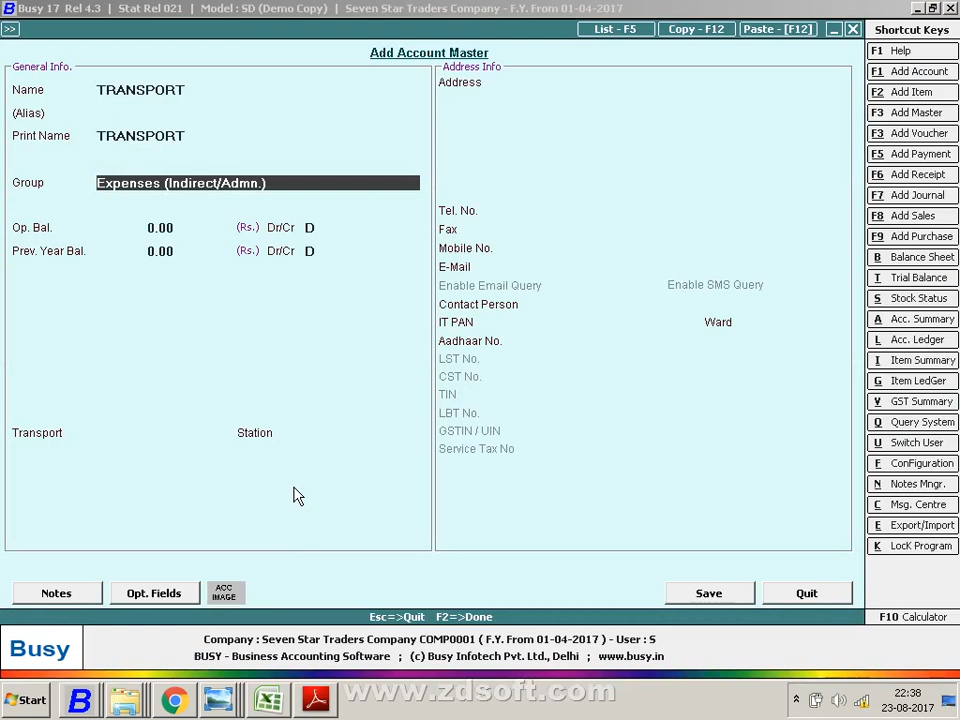 Busy 17 Rel 4.3 | Stat Rel 021 | Model : SD (Demo Copy) | Seven Star Traders Company - F.Y. From 01-04-2017
>>
List - F5
Copy - F12
Paste - [F12]
Shortcut Keys
Add Account Master
General Info.
Name TRANSPORT
(Alias)
Print Name TRANSPORT
Group Expenses (Indirect/Admn.)
Op. Bal. 0.00 (Rs.) Dr/Cr D
Prev. Year Bal. 0.00 (Rs.) Dr/Cr D
Transport Station
Address Info
Address
Tel. No.
Fax
Mobile No.
E-Mail
Enable Email Query Enable SMS Query
Contact Person
IT PAN Ward
Aadhaar No.
LST No.
CST No.
TIN
LBT No.
GSTIN / UIN
Service Tax No
F1 Help
F1 Add Account
F2 Add Item
F3 Add Master
F3 Add Voucher
F5 Add Payment
F6 Add Receipt
F7 Add Journal
F8 Add Sales
F9 Add Purchase
B Balance Sheet
T Trial Balance
S Stock Status
A Acc. Summary
L Acc. Ledger
I Item Summary
G Item LedGer
V GST Summary
Q Query System
U Switch User
F ConFiguration
N Notes Mngr.
C Msg. Centre
E Export/Import
K LocK Program
Notes
Opt. Fields
ACC
IMAGE
Save
Quit
Esc=>Quit F2=>Done
F10 Calculator
Busy
Company : Seven Star Traders Company COMP0001 ( F.Y. From 01-04-2017 ) - User : S
BUSY - Business Accounting Software ; (c) Busy Infotech Pvt. Ltd., Delhi ; www.busy.in
Start
www.zdsoft.com
22:38
23-08-2017